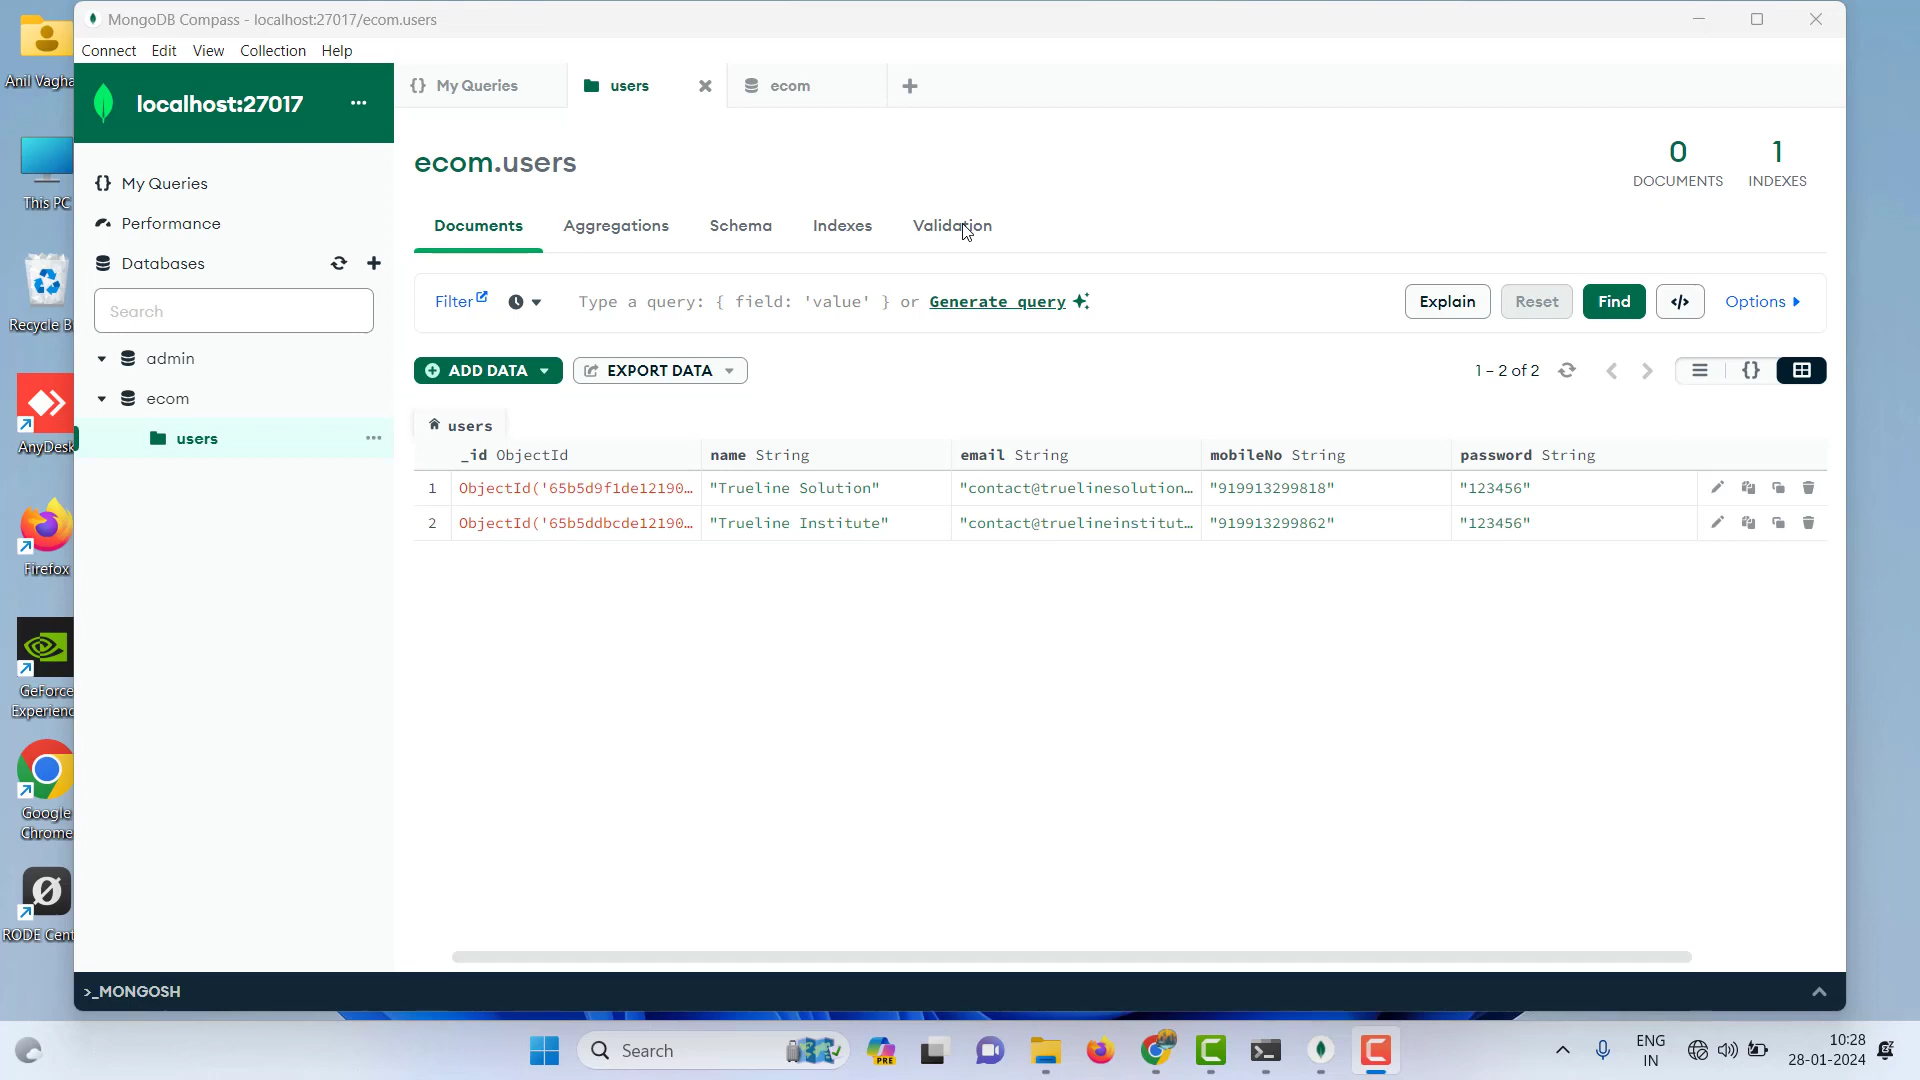 MongoDB Compass - localhost:27017/ecom.users
Connect Edit View Collection Help
localhost:27017 ...
{} My Queries
users
ecom
{} My Queries
Performance
Databases
Search
admin
ecom
users ...
ecom.users
0
DOCUMENTS
1
INDEXES
Documents Aggregations Schema Indexes Validation
Filter
Type a query: { field: 'value' } or Generate query
Explain Reset Find </> Options
ADD DATA EXPORT DATA
1 – 2 of 2
{}
users
_id ObjectId name String email String mobileNo String password String
1 ObjectId('65b5d9f1de12190… "Trueline Solution" "contact@truelinesolution… "919913299818" "123456"
2 ObjectId('65b5ddbcde12190… "Trueline Institute" "contact@truelineinstitut… "919913299862" "123456"
>_MONGOSH
Anil Vagha
This PC
Recycle B
AnyDesk
Firefox
GeForce
Experienc
Google
Chrome
RODE Cent
Search
PRE
ENG
IN
10:28
28-01-2024